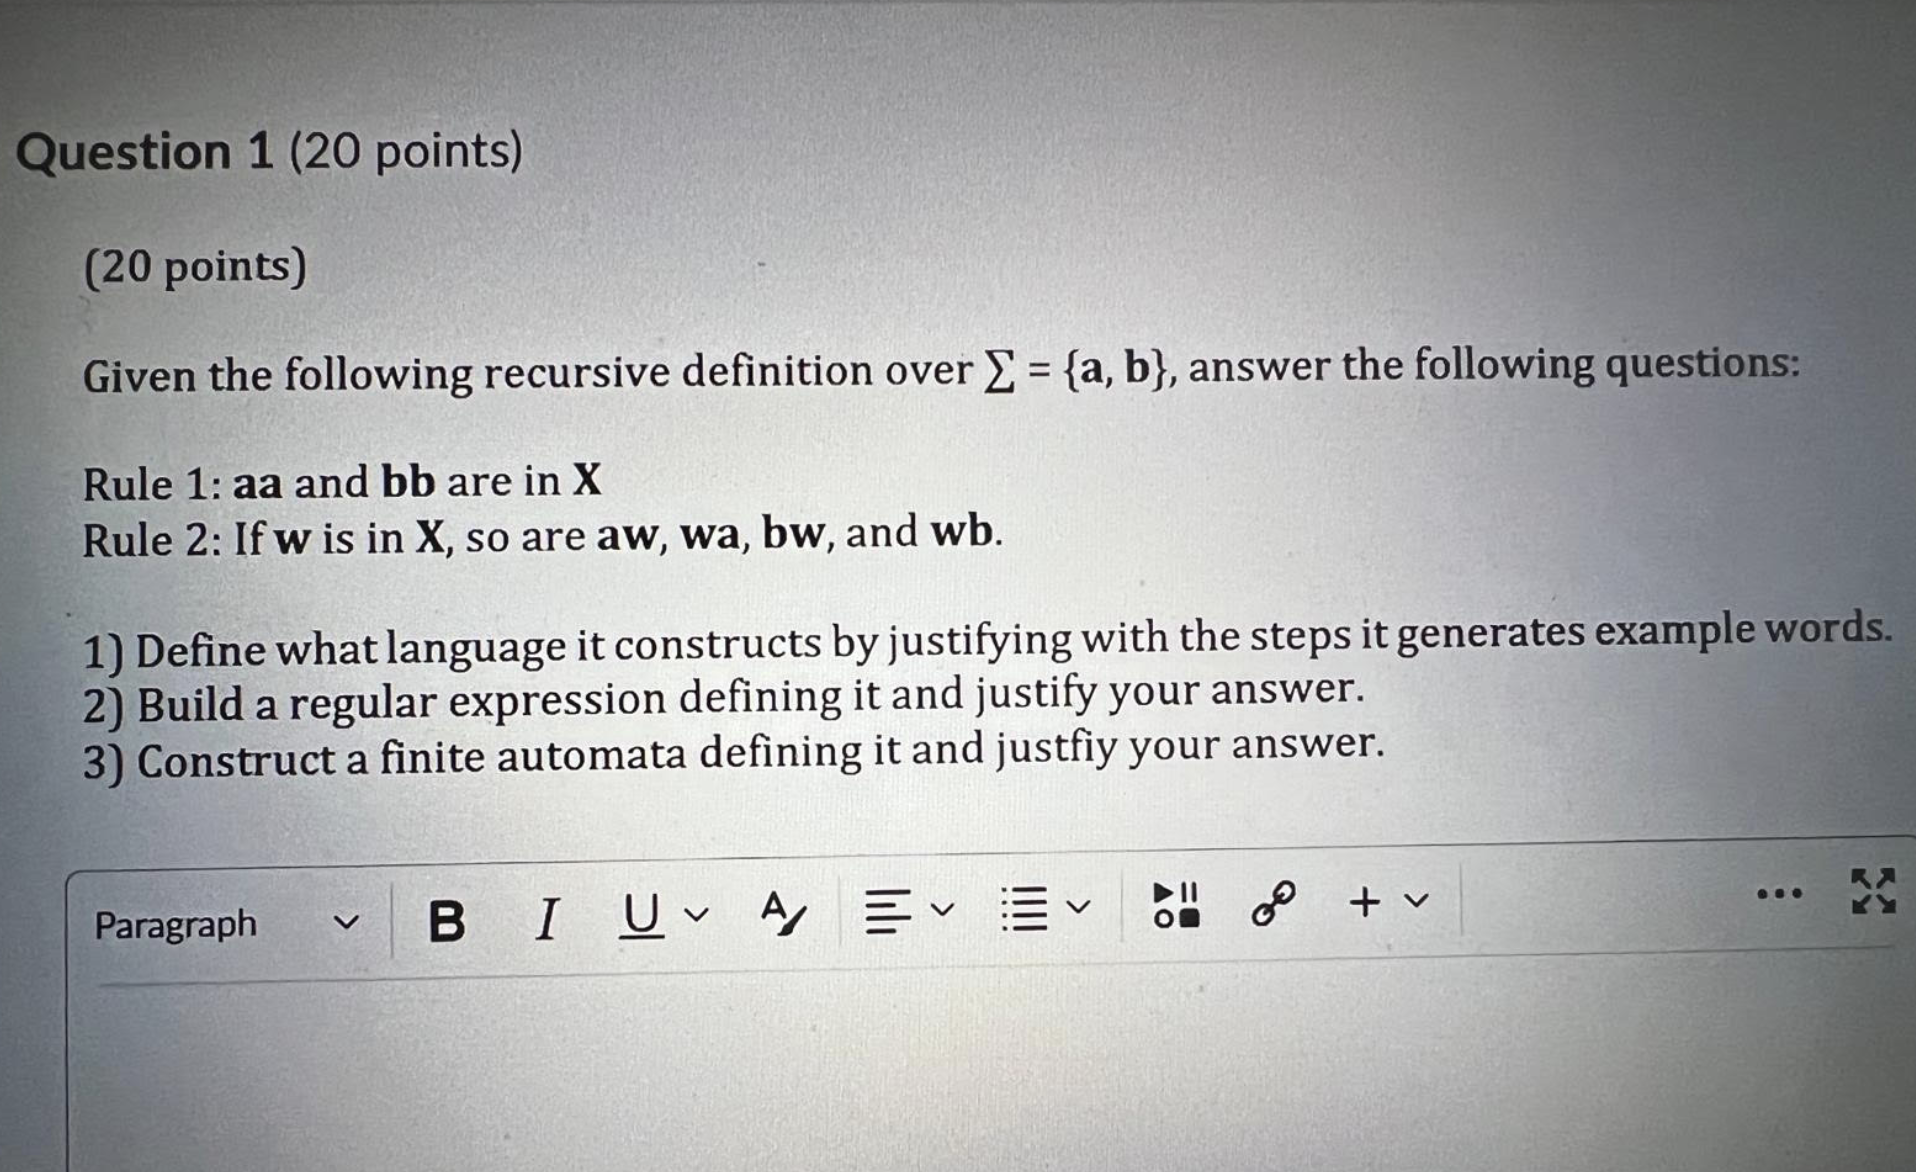 Question 1 (20 points)
(20 points)
Given the following recursive definition over ∑ = {a, b}, answer the following questions:
Rule 1: aa and bb are in X
Rule 2: If w is in X, so are aw, wa, bw, and wb.
1) Define what language it constructs by justifying with the steps it generates example words.
2) Build a regular expression defining it and justify your answer.
3) Construct a finite automata defining it and justfiy your answer.
Paragraph B I U A